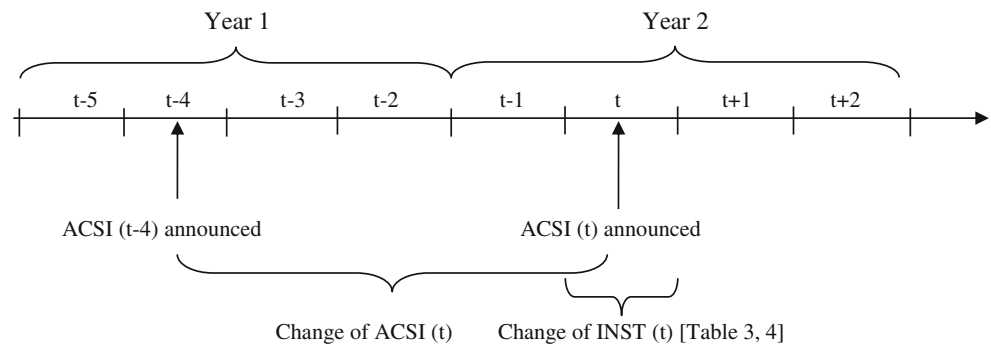 Year 1 Year 2
t-5 t-4 t-3 t-2 t-1 t t+1 t+2
ACSI (t-4) announced ACSI (t) announced
Change of ACSI (t) Change of INST (t) [Table 3, 4]